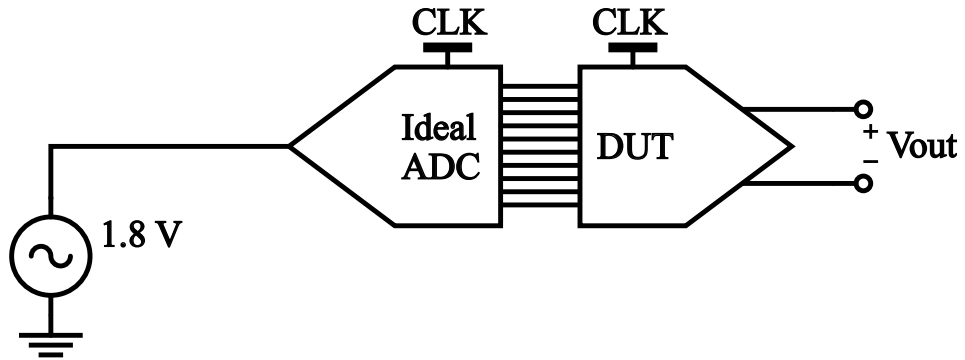 CLK
CLK
Ideal
ADC
DUT
+
−
Vout
1.8 V